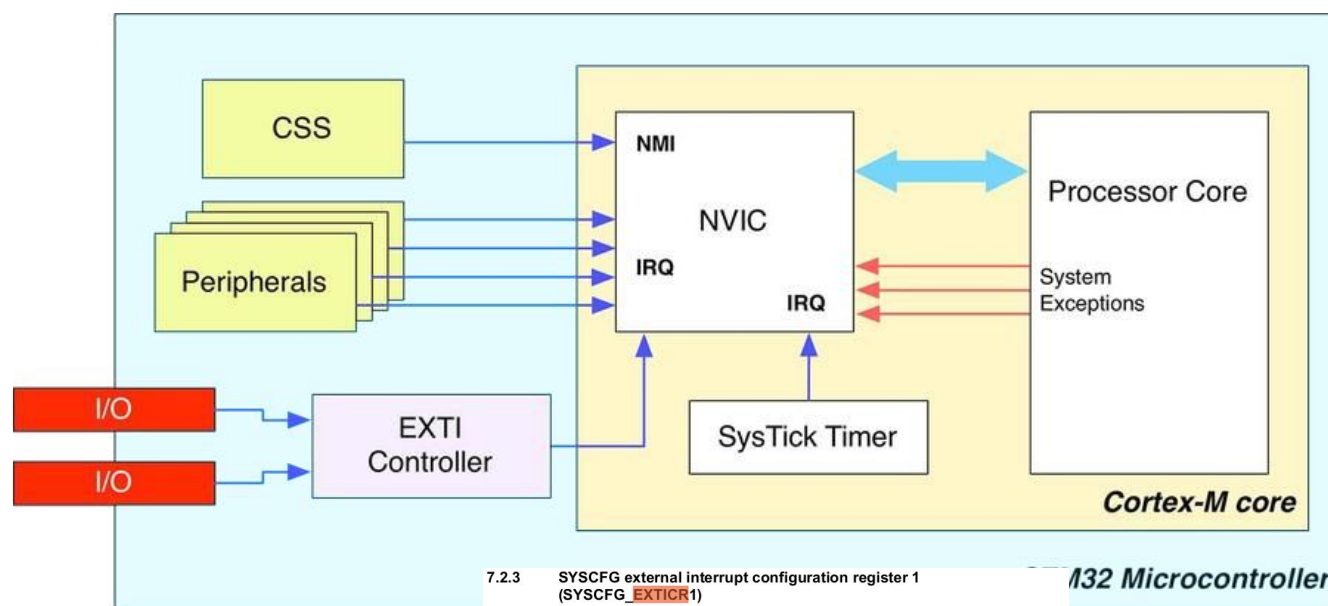 CSS
NMI
NVIC
IRQ
IRQ
Peripherals
Processor Core
System
Exceptions
I/O
I/O
EXTI
Controller
SysTick Timer
Cortex-M core
M32 Microcontroller
7.2.3 SYSCFG external interrupt configuration register 1
(SYSCFG_EXTICR1)